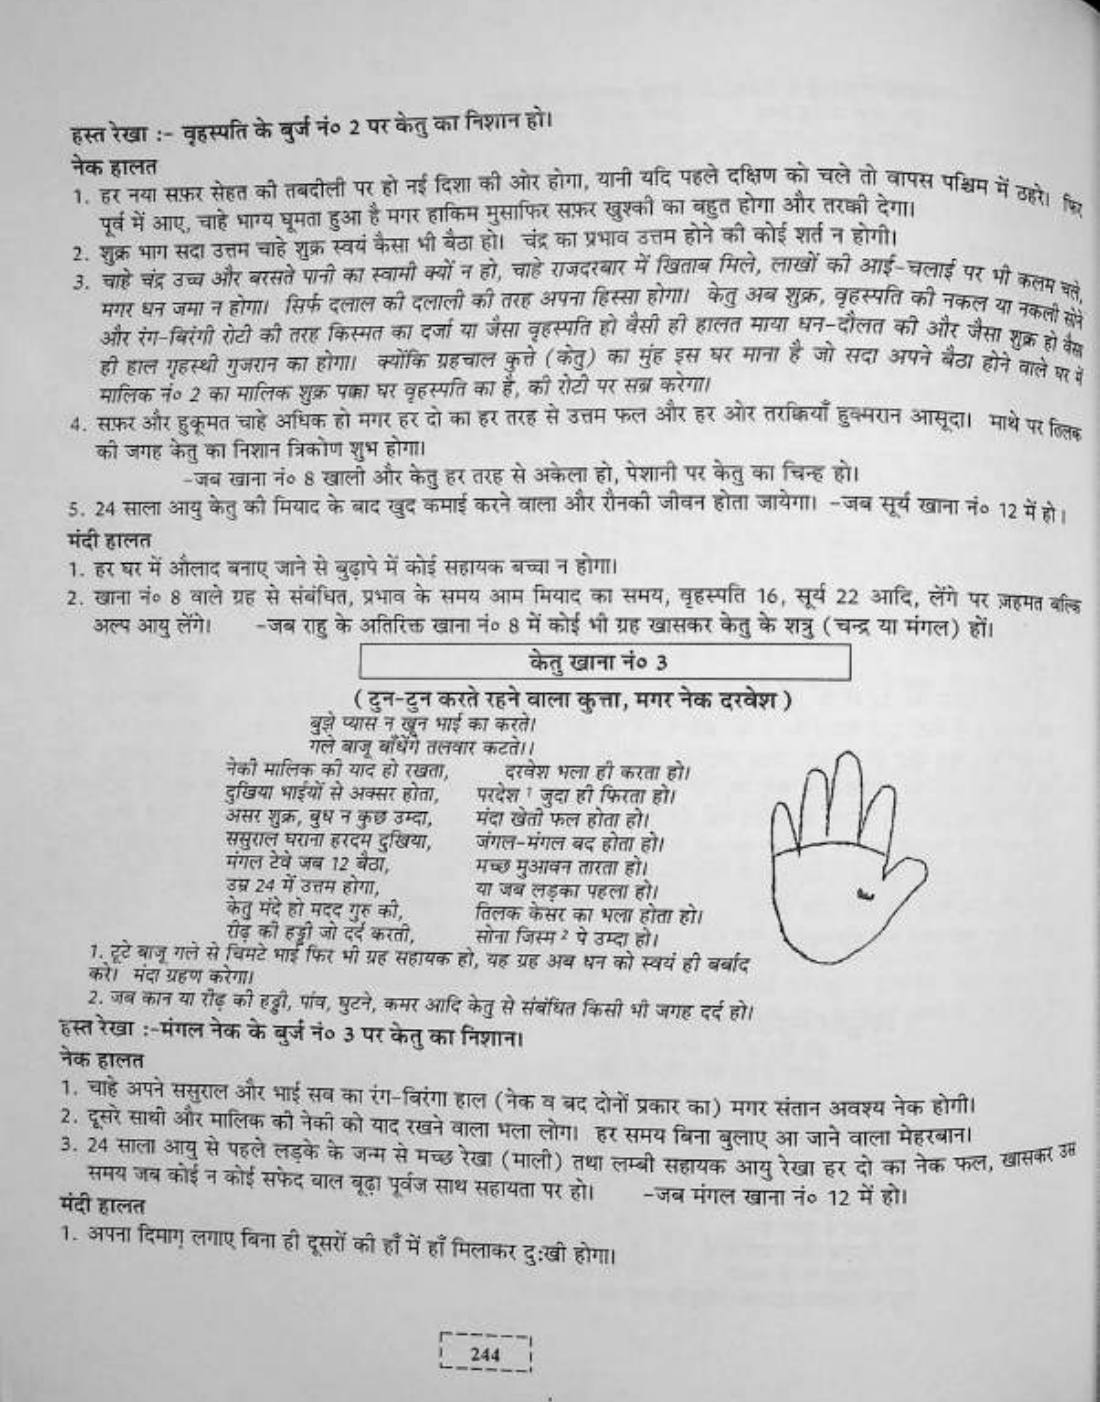 हस्त रेखा :- वृहस्पति के बुर्ज नं० 2 पर केतु का निशान हो।
नेक हालत
1. हर नया सफ़र सेहत की तबदीली पर हो नई दिशा की ओर होगा, यानी यदि पहले दक्षिण को चले तो वापस पश्चिम में ठहरे। फिर
पूर्व में आए, चाहे भाग्य घूमता हुआ है मगर हाकिम मुसाफिर सफ़र खुश्की का बहुत होगा और तरक्की देगा।
2. शुक्र भाग सदा उत्तम चाहे शुक्र स्वयं कैसा भी बैठा हो। चंद्र का प्रभाव उत्तम होने की कोई शर्त न होगी।
3. चाहे चंद्र उच्च और बरसते पानी का स्वामी क्यों न हो, चाहे राजदरबार में खिताब मिले, लाखों की आई-चलाई पर भी कलम चले,
मगर धन जमा न होगा। सिर्फ दलाल की दलाली की तरह अपना हिस्सा होगा। केतु अब शुक्र, वृहस्पति की नकल या नकली सोने
और रंग-बिरंगी रोटी की तरह किस्मत का दर्जा या जैसा वृहस्पति हो वैसी ही हालत माया धन-दौलत की और जैसा शुक्र हो वैसा
ही हाल गृहस्थी गुजरान का होगा। क्योंकि ग्रहचाल कुत्ते (केतु) का मुंह इस घर माना है जो सदा अपने बैठा होने वाले घर में
मालिक नं० 2 का मालिक शुक्र पक्का घर वृहस्पति का है, की रोटी पर सब्र करेगा।
4. सफ़र और हुकूमत चाहे अधिक हो मगर हर दो का हर तरह से उत्तम फल और हर ओर तरक्कियाँ हुक्मरान आसूदा। माथे पर तिलक
की जगह केतु का निशान त्रिकोण शुभ होगा।
-जब खाना नं० 8 खाली और केतु हर तरह से अकेला हो, पेशानी पर केतु का चिन्ह हो।
5. 24 साला आयु केतु की मियाद के बाद खुद कमाई करने वाला और रौनकी जीवन होता जायेगा। -जब सूर्य खाना नं० 12 में हो।
मंदी हालत
1. हर घर में औलाद बनाए जाने से बुढ़ापे में कोई सहायक बच्चा न होगा।
2. खाना नं० 8 वाले ग्रह से संबंधित, प्रभाव के समय आम मियाद का समय, वृहस्पति 16, सूर्य 22 आदि, लेंगे पर ज़हमत बल्कि
अल्प आयु लेंगे। -जब राहु के अतिरिक्त खाना नं० 8 में कोई भी ग्रह खासकर केतु के शत्रु (चन्द्र या मंगल) हों।
केतु खाना नं० 3
(टुन-टुन करते रहने वाला कुत्ता, मगर नेक दरवेश)
बुझे प्यास न खून भाई का करते।
गले बाजू बाँधेंगे तलवार कटते।।
नेकी मालिक की याद हो रखता, दरवेश भला ही करता हो।
दुखिया भाईयों से अक्सर होता, परदेश 1 जुदा ही फिरता हो।
असर शुक्र, बुध न कुछ उम्दा, मंदा खेती फल होता हो।
ससुराल घराना हरदम दुखिया, जंगल-मंगल बद होता हो।
मंगल टेवे जब 12 बैठा, मच्छ मुआवन तारता हो।
उम्र 24 में उत्तम होगा, या जब लड़का पहला हो।
केतु मंदे हो मदद गुरु की, तिलक केसर का भला होता हो।
रीढ़ की हड्डी जो दर्द करती, सोना जिस्म 2 पे उम्दा हो।
1. टूटे बाजू गले से चिमटे भाई फिर भी ग्रह सहायक हो, यह ग्रह अब धन को स्वयं ही बर्बाद
करे। मंदा ग्रहण करेगा।
2. जब कान या रीढ़ की हड्डी, पांव, घुटने, कमर आदि केतु से संबंधित किसी भी जगह दर्द हो।
हस्त रेखा :-मंगल नेक के बुर्ज नं० 3 पर केतु का निशान।
नेक हालत
1. चाहे अपने ससुराल और भाई सब का रंग-बिरंगा हाल (नेक व बद दोनों प्रकार का) मगर संतान अवश्य नेक होगी।
2. दूसरे साथी और मालिक की नेकी को याद रखने वाला भला लोग। हर समय बिना बुलाए आ जाने वाला मेहरबान।
3. 24 साला आयु से पहले लड़के के जन्म से मच्छ रेखा (माली) तथा लम्बी सहायक आयु रेखा हर दो का नेक फल, खासकर उस
समय जब कोई न कोई सफेद बाल बूढ़ा पूर्वज साथ सहायता पर हो। -जब मंगल खाना नं० 12 में हो।
मंदी हालत
1. अपना दिमाग़ लगाए बिना ही दूसरों की हाँ में हाँ मिलाकर दुःखी होगा।
244